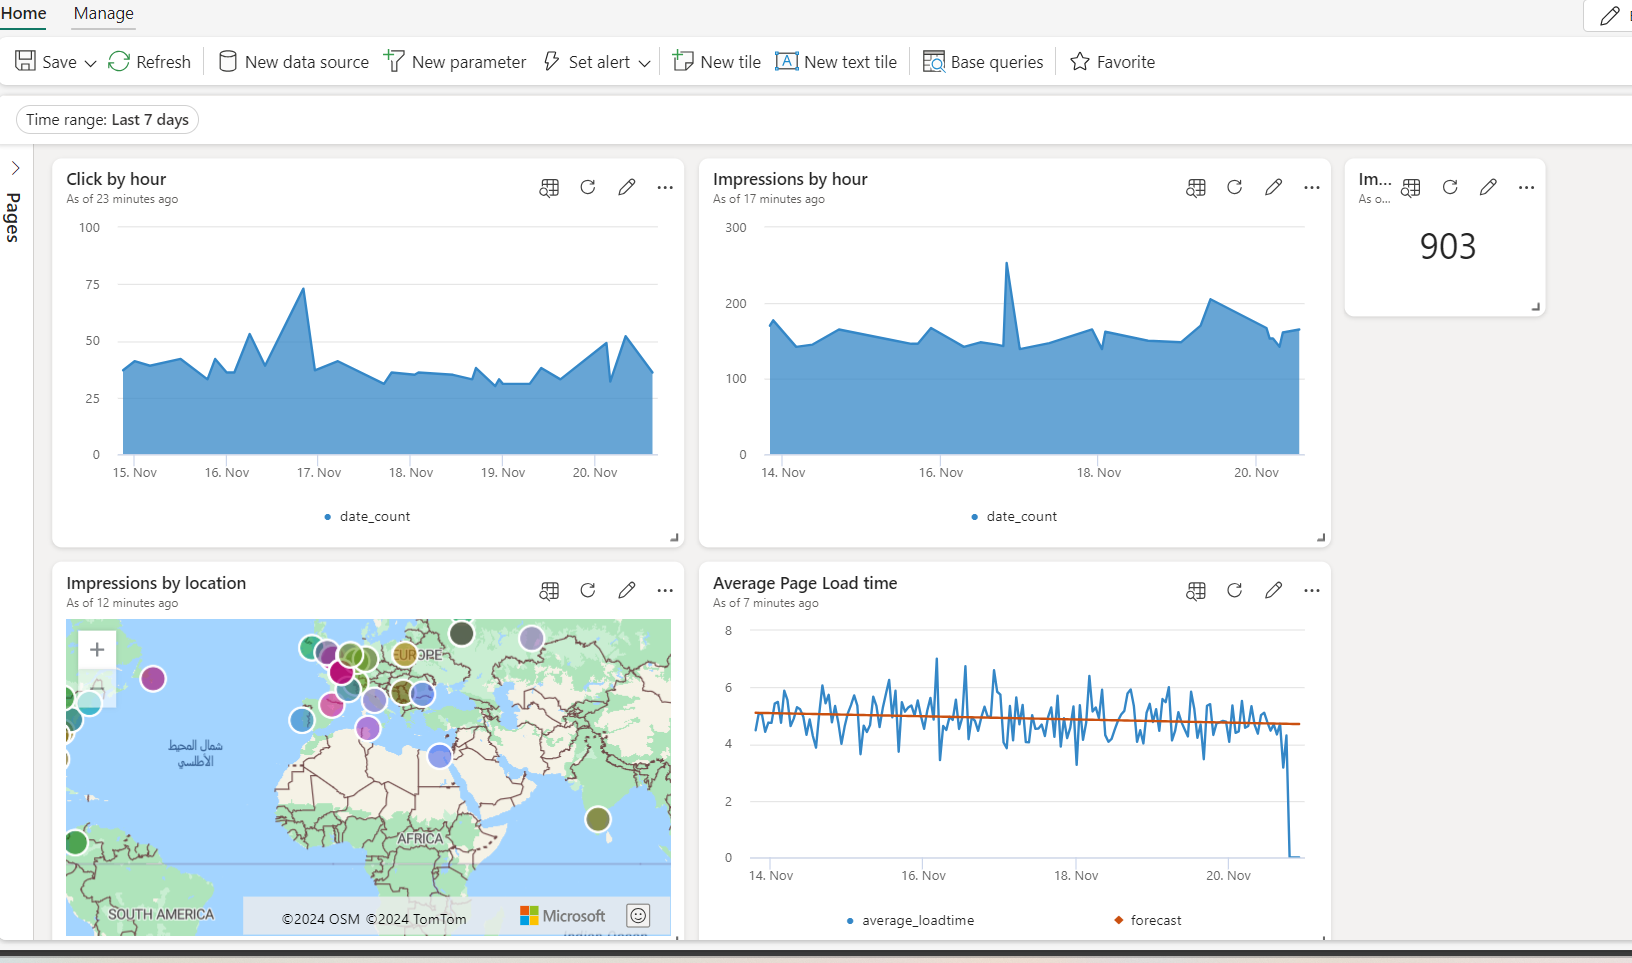 Home Manage
Save Refresh New data source New parameter Set alert New tile New text tile Base queries Favorite
Time range: Last 7 days
Pages
Click by hour
As of 23 minutes ago
100
75
50
25
0
15. Nov 16. Nov 17. Nov 18. Nov 19. Nov 20. Nov
date_count
Impressions by hour
As of 17 minutes ago
300
200
100
0
14. Nov 16. Nov 18. Nov 20. Nov
date_count
Im...
As o...
903
Impressions by location
As of 12 minutes ago
EUROPE
شمال المحيط
الأطلسي
AFRICA
SOUTH AMERICA
©2024 OSM ©2024 TomTom
Microsoft
Average Page Load time
As of 7 minutes ago
8
6
4
2
0
14. Nov 16. Nov 18. Nov 20. Nov
average_loadtime forecast